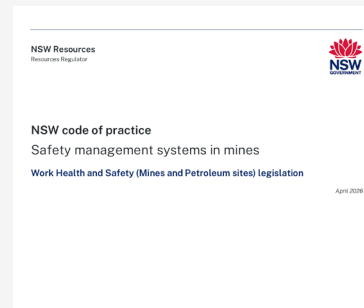 NSW Resources
Resources Regulator
NSW
GOVERNMENT
NSW code of practice
Safety management systems in mines
Work Health and Safety (Mines and Petroleum sites) legislation
April 2026